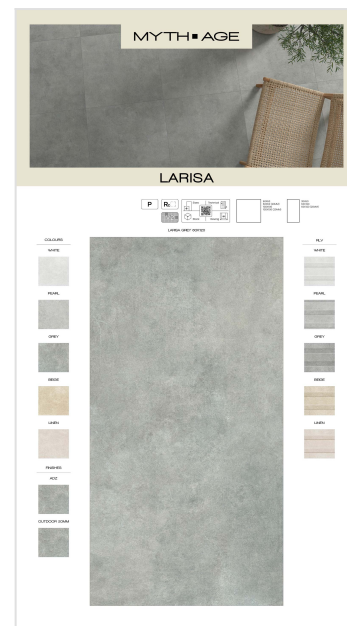 MYTH■AGE
LARISA
P
R
LARISA GREY 60X120
COLOURS
WHITE
PEARL
GREY
BEIGE
LINEN
FINISHES
ADZ
OUTDOOR 20MM
RLV
WHITE
PEARL
GREY
BEIGE
LINEN